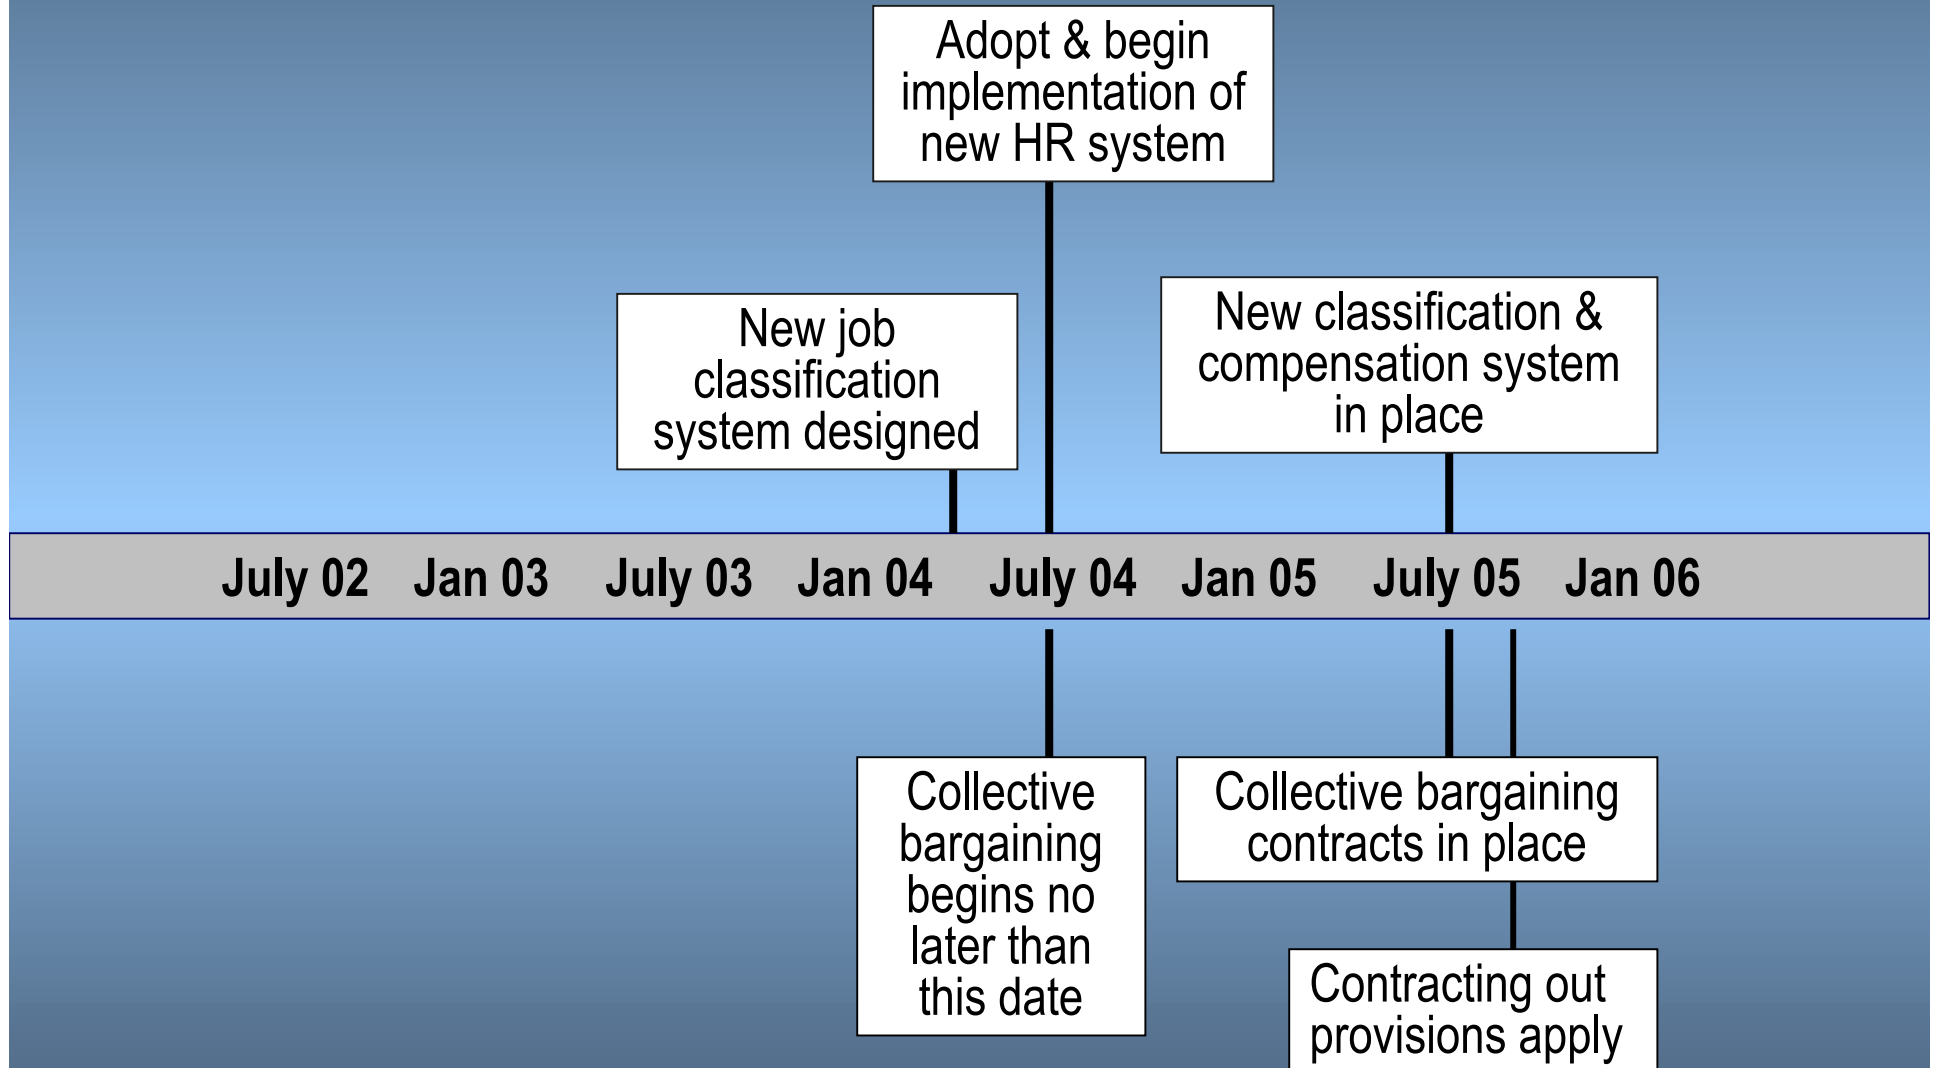 Adopt & begin
implementation of
new HR system
New job
classification
system designed
New classification &
compensation system
in place
July 02 Jan 03 July 03 Jan 04 July 04 Jan 05 July 05 Jan 06
Collective
bargaining
begins no
later than
this date
Collective bargaining
contracts in place
Contracting out
provisions apply